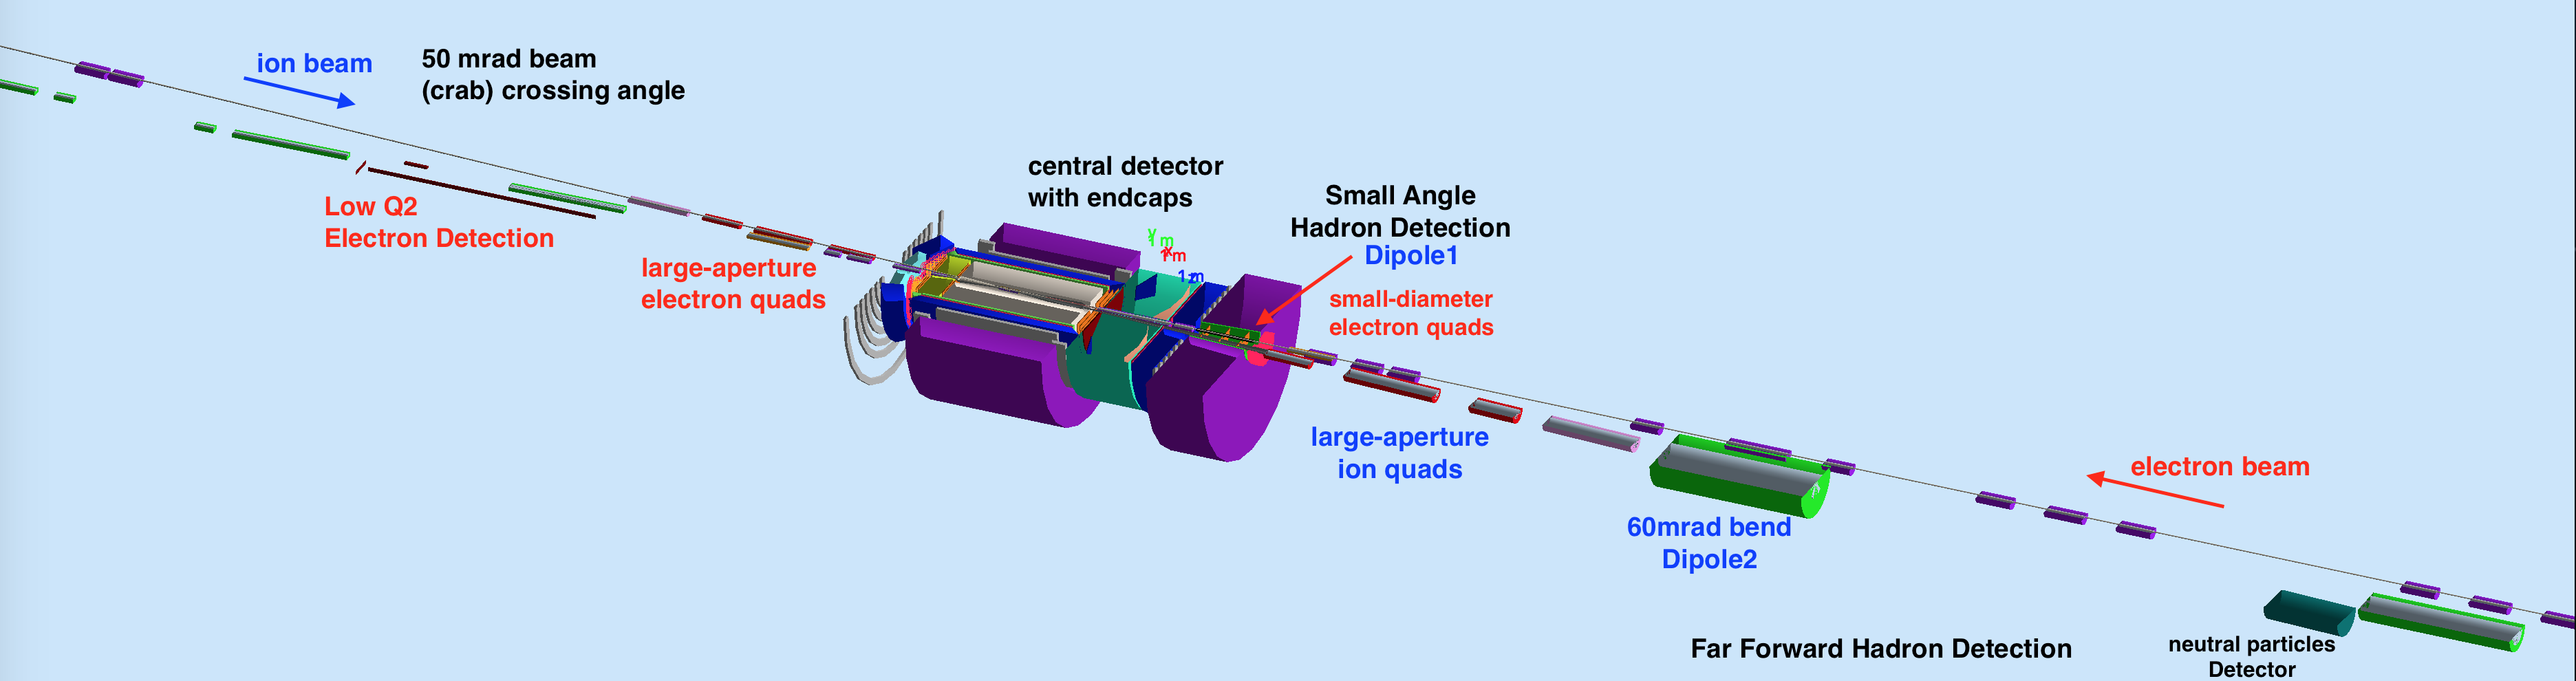 ion beam
50 mrad beam
(crab) crossing angle
Low Q2
Electron Detection
large-aperture
electron quads
central detector
with endcaps
Small Angle
Hadron Detection
Dipole1
small-diameter
electron quads
large-aperture
ion quads
60mrad bend
Dipole2
electron beam
Far Forward Hadron Detection
neutral particles
Detector